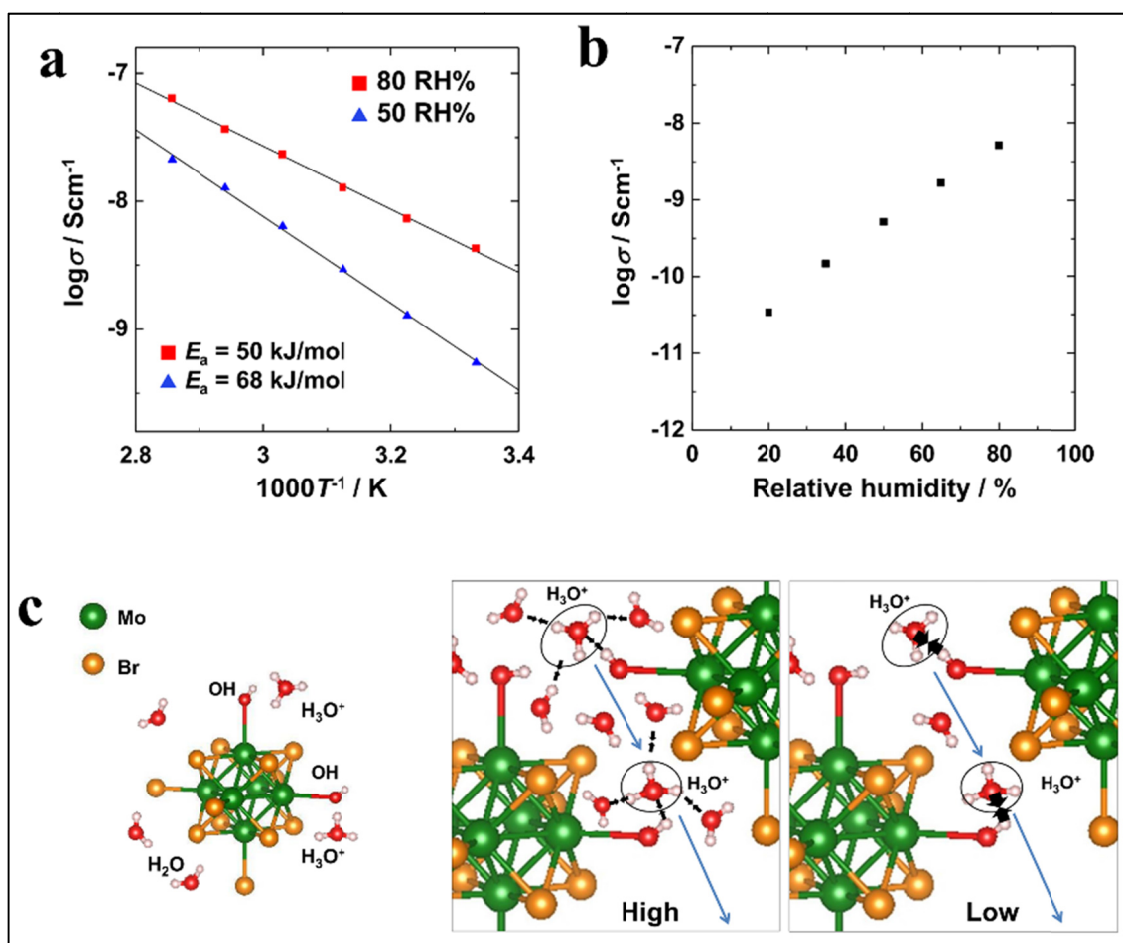 a
-7
-8
-9
80 RH%
50 RH%
Eₐ = 50 kJ/mol
Eₐ = 68 kJ/mol
logσ / Scm⁻¹
2.8 3 3.2 3.4
1000T⁻¹ / K
b
-7
-8
-9
-10
-11
-12
logσ / Scm⁻¹
0 20 40 60 80 100
Relative humidity / %
c
Mo
Br
OH
H₃O⁺
OH
H₂O
H₃O⁺
H₃O⁺
H₃O⁺
High
H₃O⁺
H₃O⁺
Low